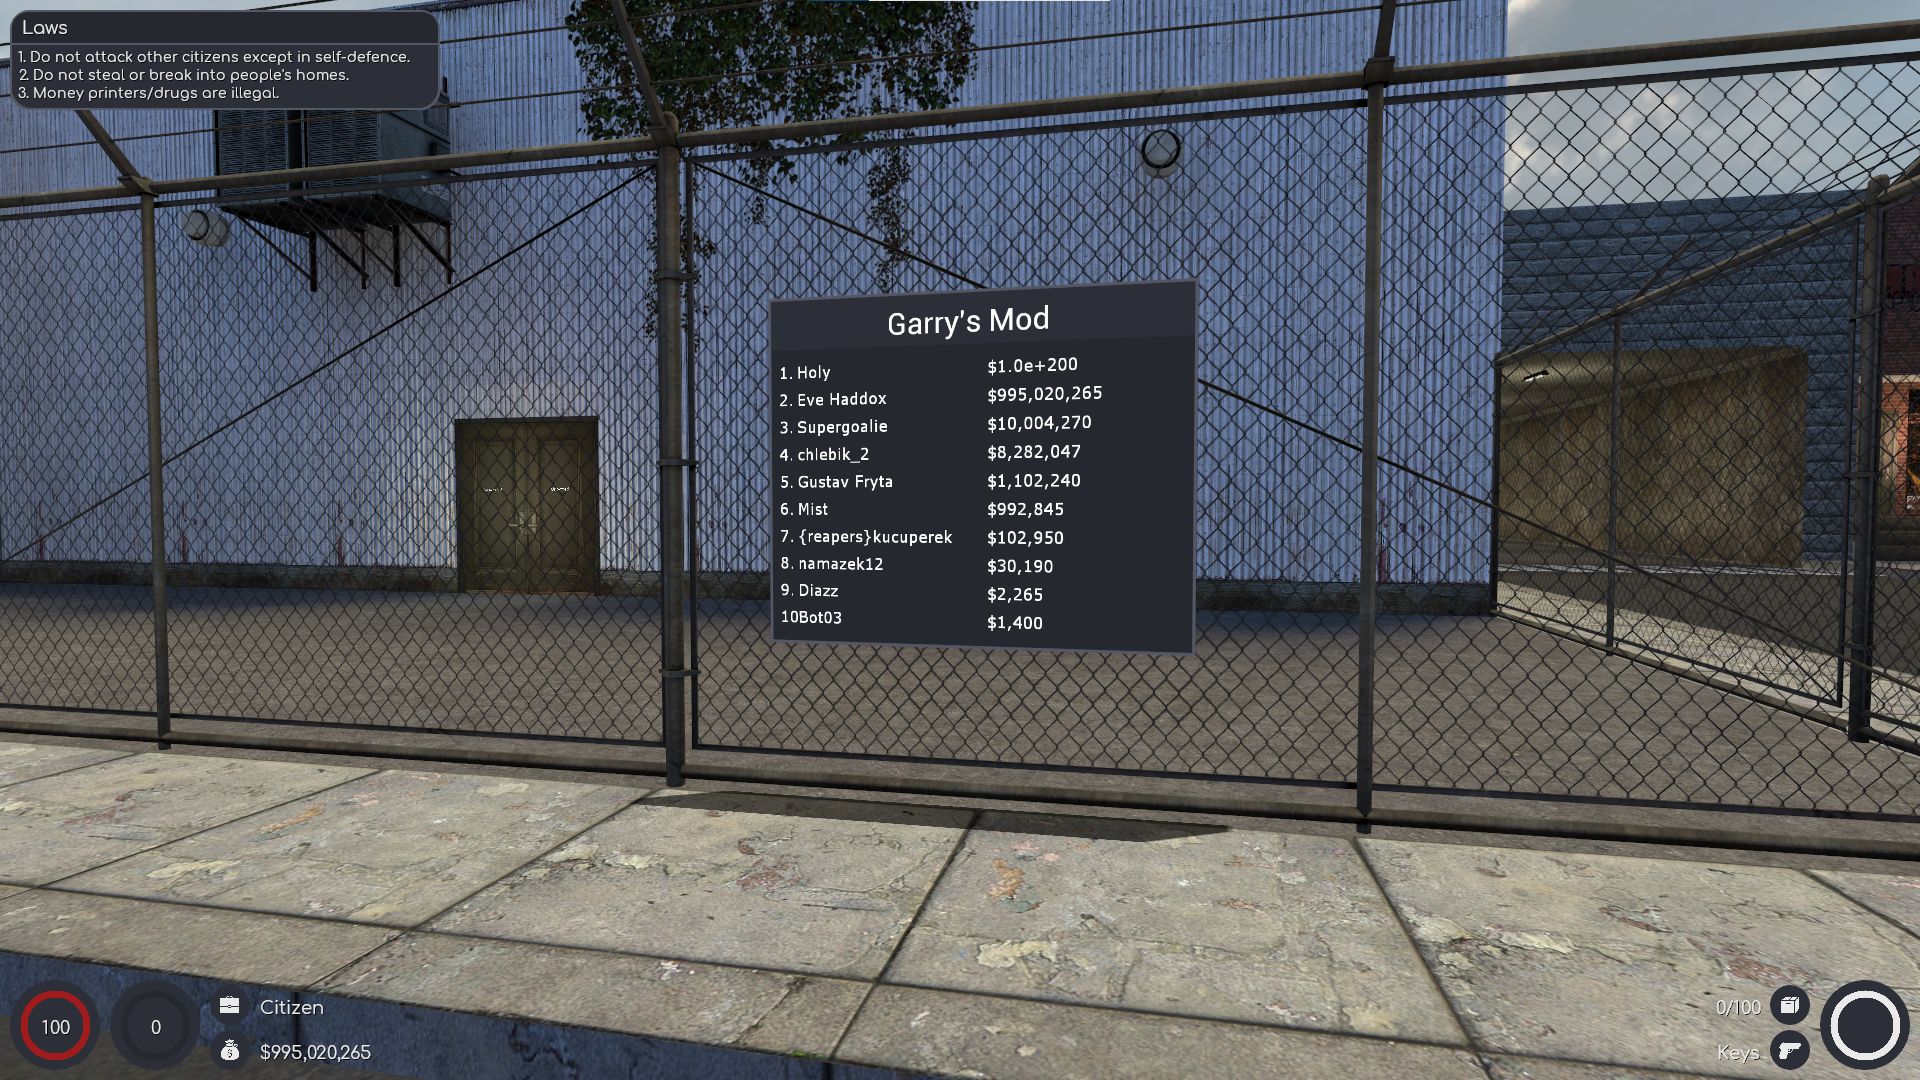 Laws
1. Do not attack other citizens except in self-defence.
2. Do not steal or break into people's homes.
3. Money printers/drugs are illegal.
Garry's Mod
1. Holy $1.0e+200
2. Eve Haddox $995,020,265
3. Supergoalie $10,004,270
4. chlebik_2 $8,282,047
5. Gustav Fryta $1,102,240
6. Mist $992,845
7. {reapers}kucuperek $102,950
8. namazek12 $30,190
9. Diazz $2,265
10Bot03 $1,400
100
0
Citizen
$995,020,265
0/100
Keys